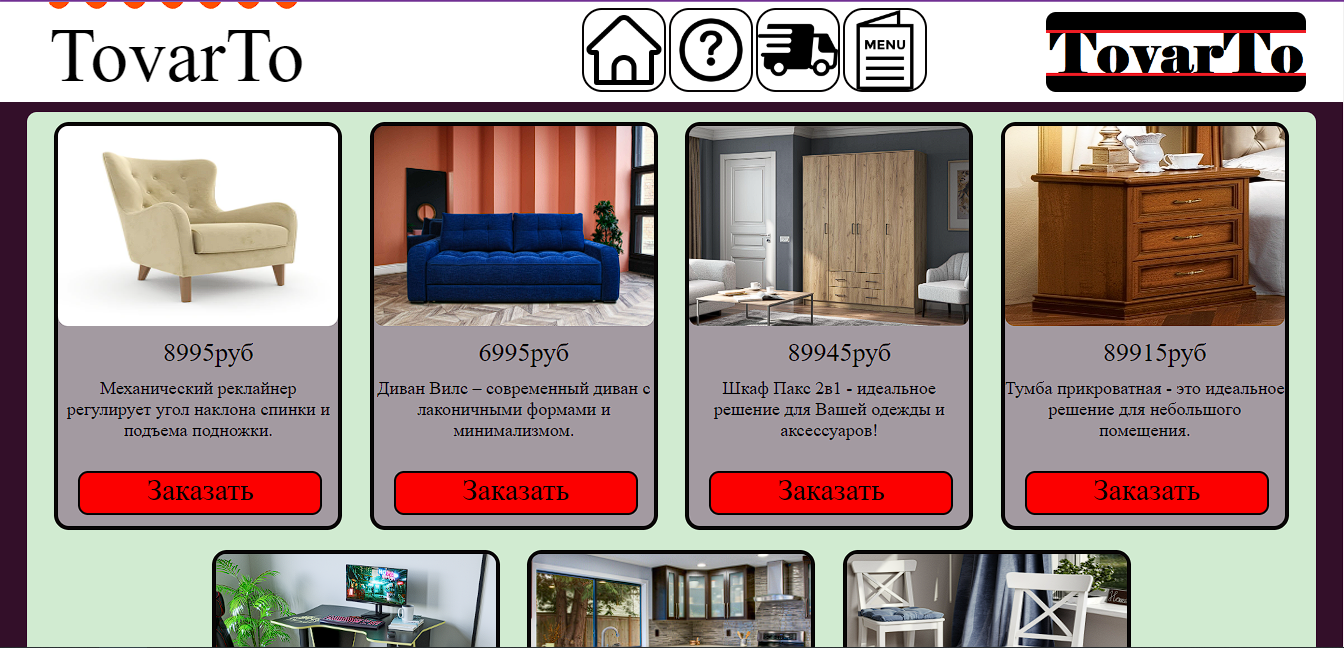 TovarTo
?
MENU
TovarTo
8995руб
Механический реклайнер
регулирует угол наклона спинки и
подъема подножки.
Заказать
6995руб
Диван Вилс – современный диван с
лаконичными формами и
минимализмом.
Заказать
89945руб
Шкаф Пакс 2в1 - идеальное
решение для Вашей одежды и
аксессуаров!
Заказать
89915руб
Тумба прикроватная - это идеальное
решение для небольшого
помещения.
Заказать